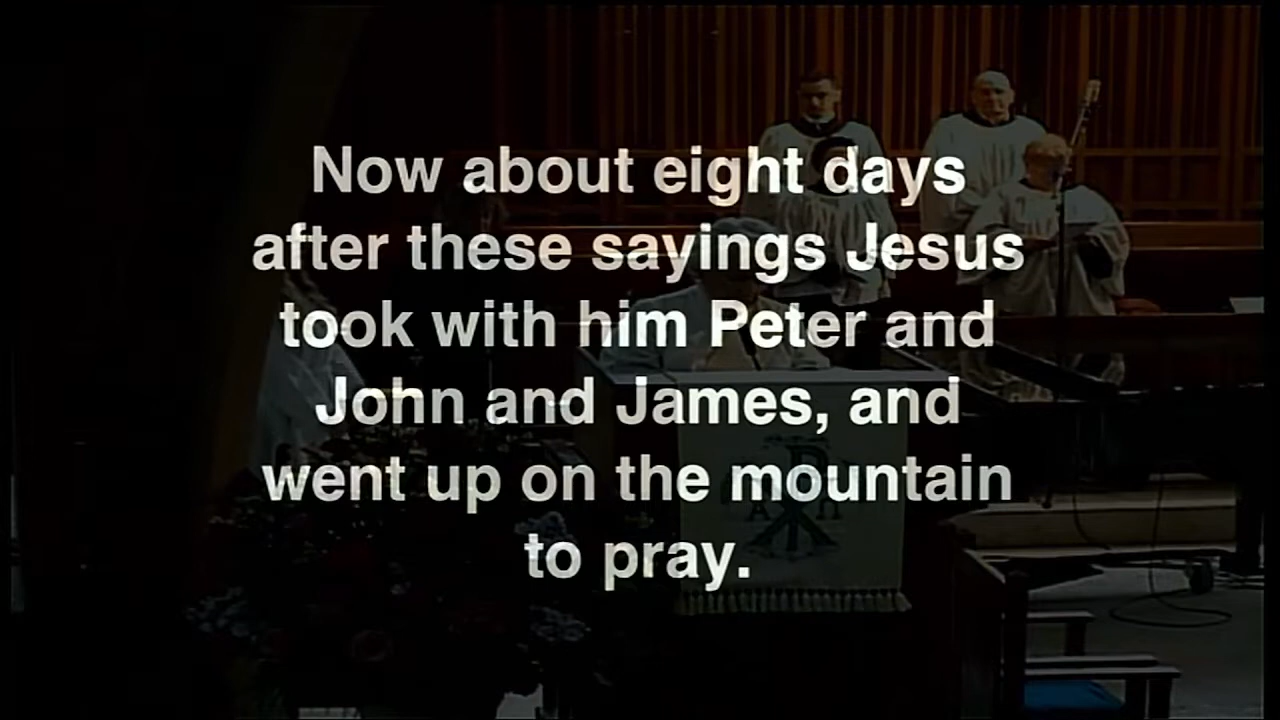 Now about eight days
after these sayings Jesus
took with him Peter and
John and James, and
went up on the mountain
to pray.